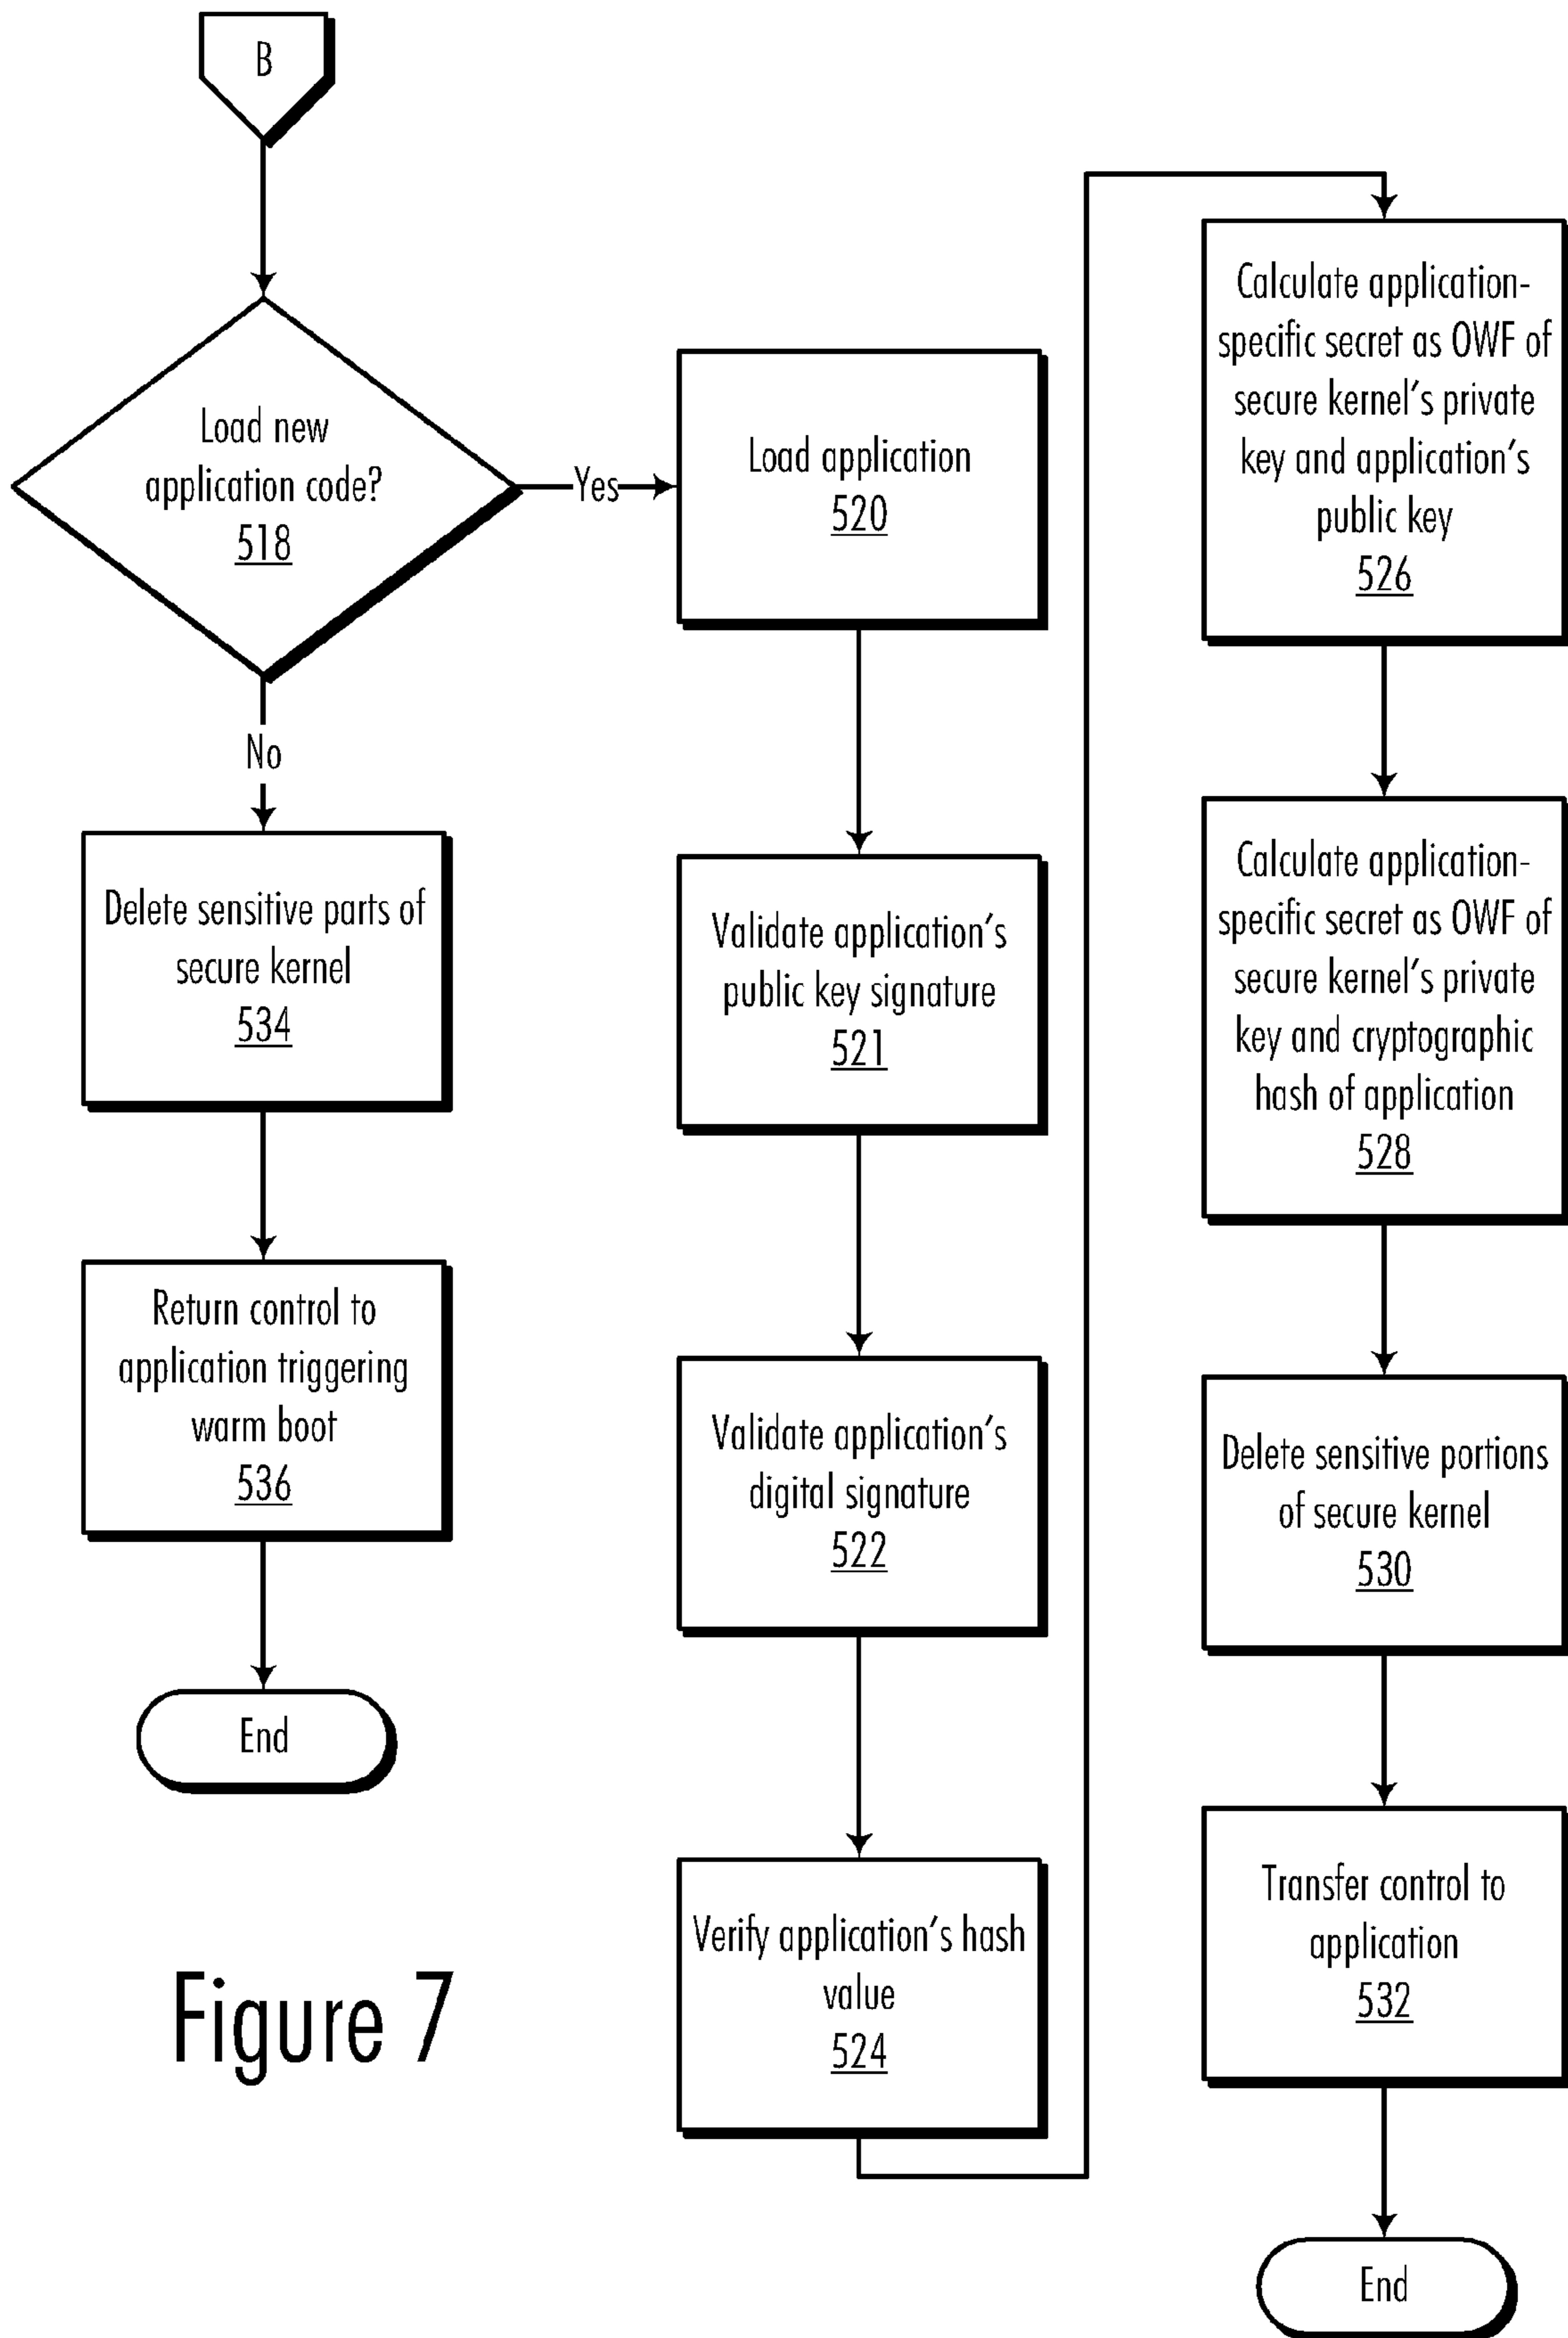 B
Load new
application code?
518
Yes
No
Delete sensitive parts of
secure kernel
534
Return control to
application triggering
warm boot
536
End
Load application
520
Validate application's
public key signature
521
Validate application's
digital signature
522
Verify application's hash
value
524
Calculate application-
specific secret as OWF of
secure kernel's private
key and application's
public key
526
Calculate application-
specific secret as OWF of
secure kernel's private
key and cryptographic
hash of application
528
Delete sensitive portions
of secure kernel
530
Transfer control to
application
532
End
Figure 7